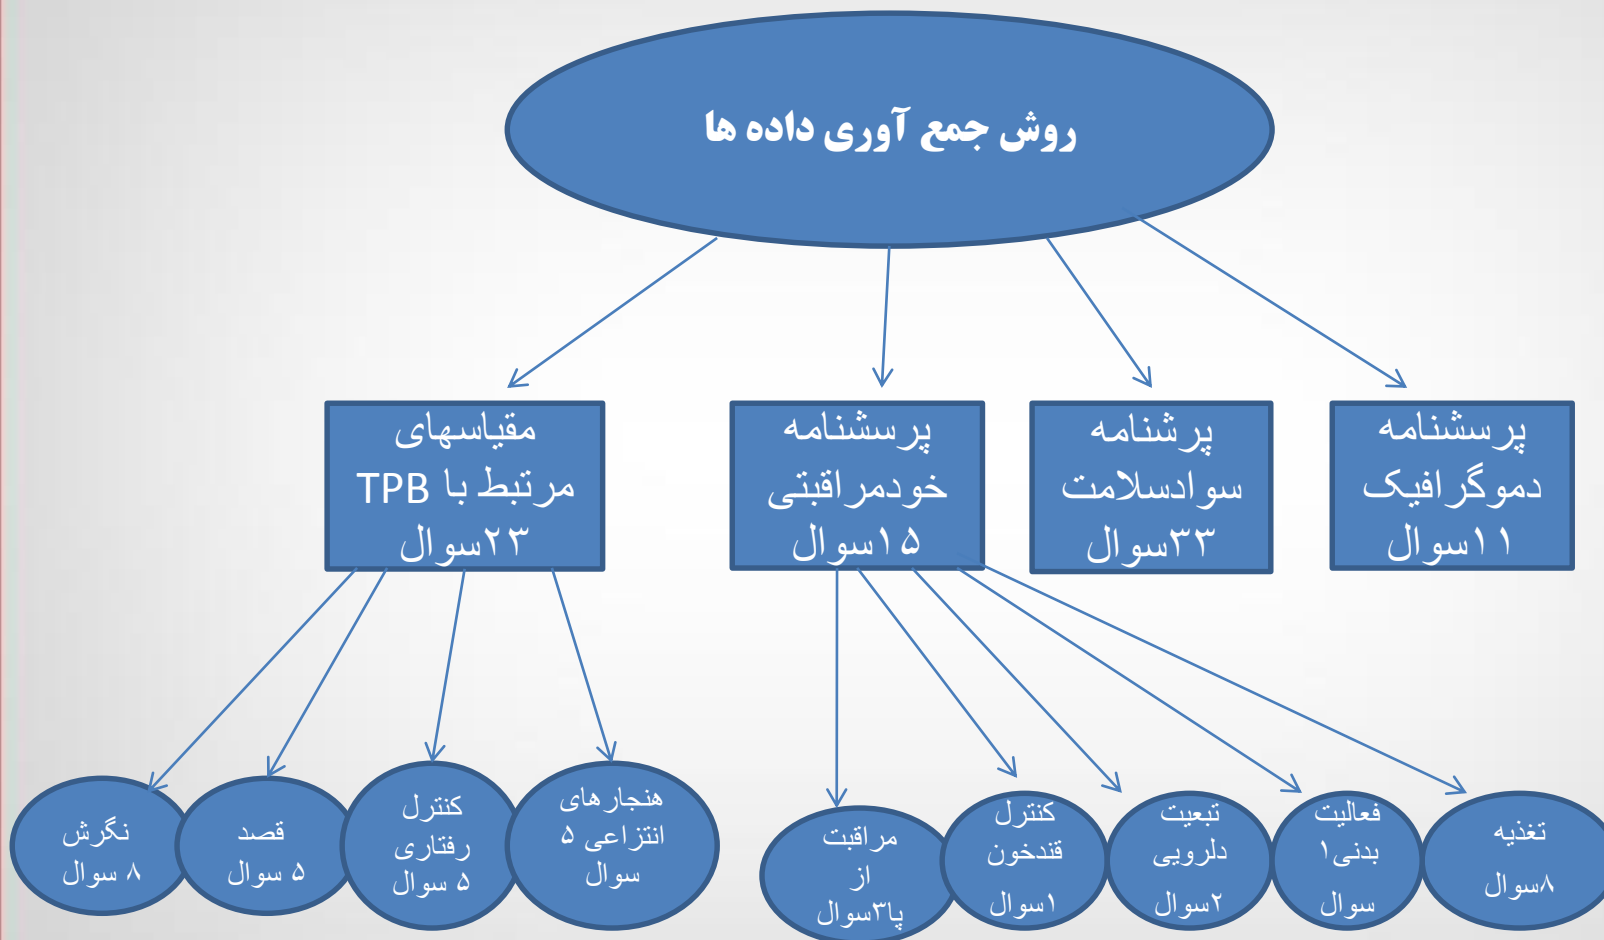 روش جمع آوری داده ها
پرسشنامه
دموگرافیک
۱۱سوال
پرشنامه
سوادسلامت
۳۳سوال
پرسشنامه
خودمراقبتی
۱۵سوال
مقیاسهای
مرتبط با TPB
۲۳سوال
تغذیه
۸سوال
فعالیت
بدنی۱
سوال
تبعیت
دلرویی
۲سوال
کنترل
قندخون
۱سوال
مراقبت
از
پا۳سوال
هنجارهای
انتزاعی ۵
سوال
کنترل
رفتاری
۵ سوال
قصد
۵ سوال
نگرش
۸ سوال